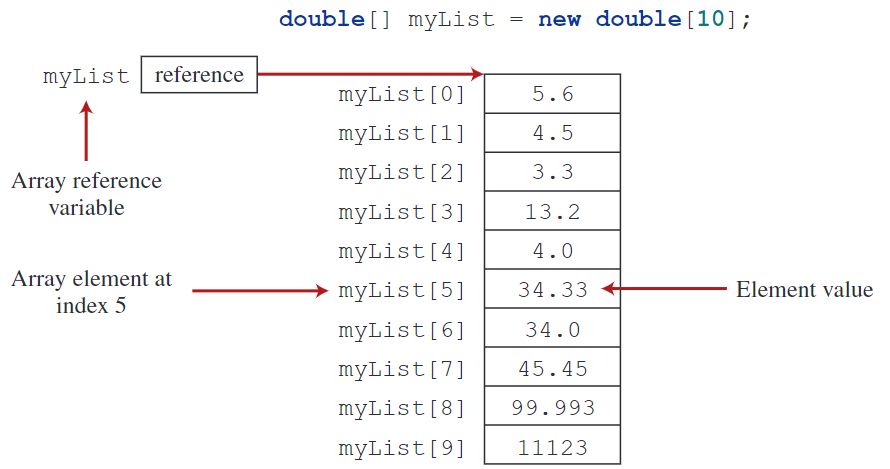 double[] myList = new double[10];
myList reference
myList[0] 5.6
myList[1] 4.5
myList[2] 3.3
Array reference
variable
myList[3] 13.2
myList[4] 4.0
Array element at
index 5
myList[5] 34.33 Element value
myList[6] 34.0
myList[7] 45.45
myList[8] 99.993
myList[9] 11123